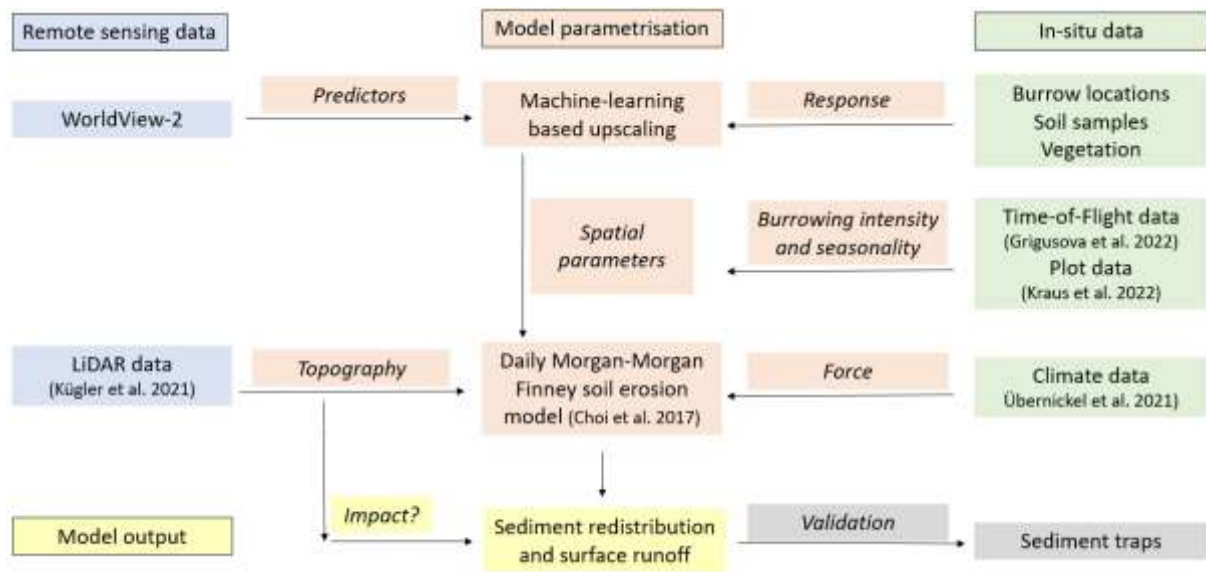 Remote sensing data
Model parametrisation
In-situ data
WorldView-2
Predictors
Machine-learning
based upscaling
Response
Burrow locations
Soil samples
Vegetation
Spatial
parameters
Burrowing intensity
and seasonality
Time-of-Flight data
(Grigusova et al. 2022)
Plot data
(Kraus et al. 2022)
LiDAR data
(Kügler et al. 2021)
Topography
Daily Morgan-Morgan
Finney soil erosion
model (Choi et al. 2017)
Force
Climate data
Übernickel et al. 2021)
Model output
Impact?
Sediment redistribution
and surface runoff
Validation
Sediment traps